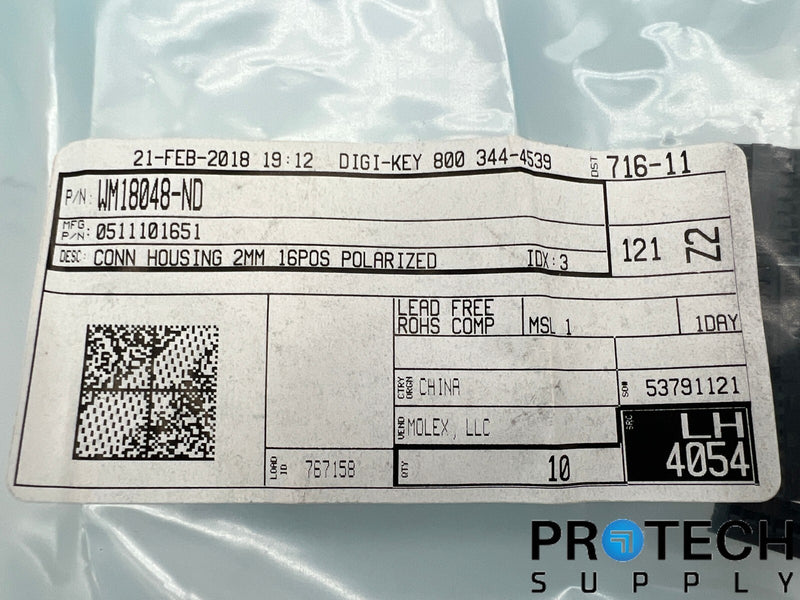 21-FEB-2018 19:12 DIGI-KEY 800 344-4539
DST 716-11
P/N: WM18048-ND
MFG P/N: 0511101651
DESC: CONN HOUSING 2MM 16POS POLARIZED IDX: 3
121 Z2
LEAD FREE
ROHS COMP
MSL 1
1DAY
CTRY ORGN CHINA
SO# 53791121
VEND MOLEX, LLC
SRC LH
4054
LOAD ID 767158
QTY 10
PROTECH
SUPPLY